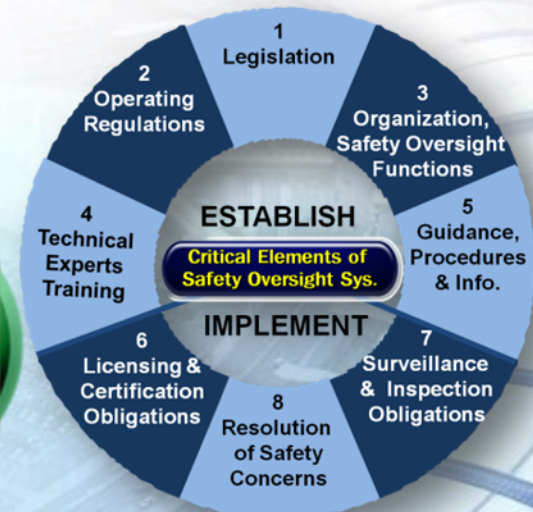 1
Legislation
2
Operating
Regulations
3
Organization,
Safety Oversight
Functions
4
Technical
Experts
Training
5
Guidance,
Procedures
& Info.
ESTABLISH
Critical Elements of
Safety Oversight Sys.
IMPLEMENT
6
Licensing &
Certification
Obligations
7
Surveillance
& Inspection
Obligations
8
Resolution
of Safety
Concerns